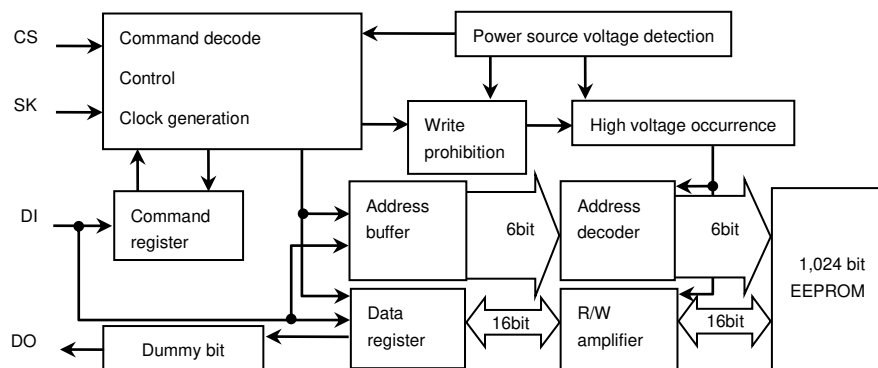 CS
Command decode
Control
Clock generation
Power source voltage detection
SK
Write
prohibition
High voltage occurrence
DI
Command
register
Address
buffer
6bit
Address
decoder
6bit
1,024 bit
EEPROM
DO
Dummy bit
Data
register
16bit
R/W
amplifier
16bit